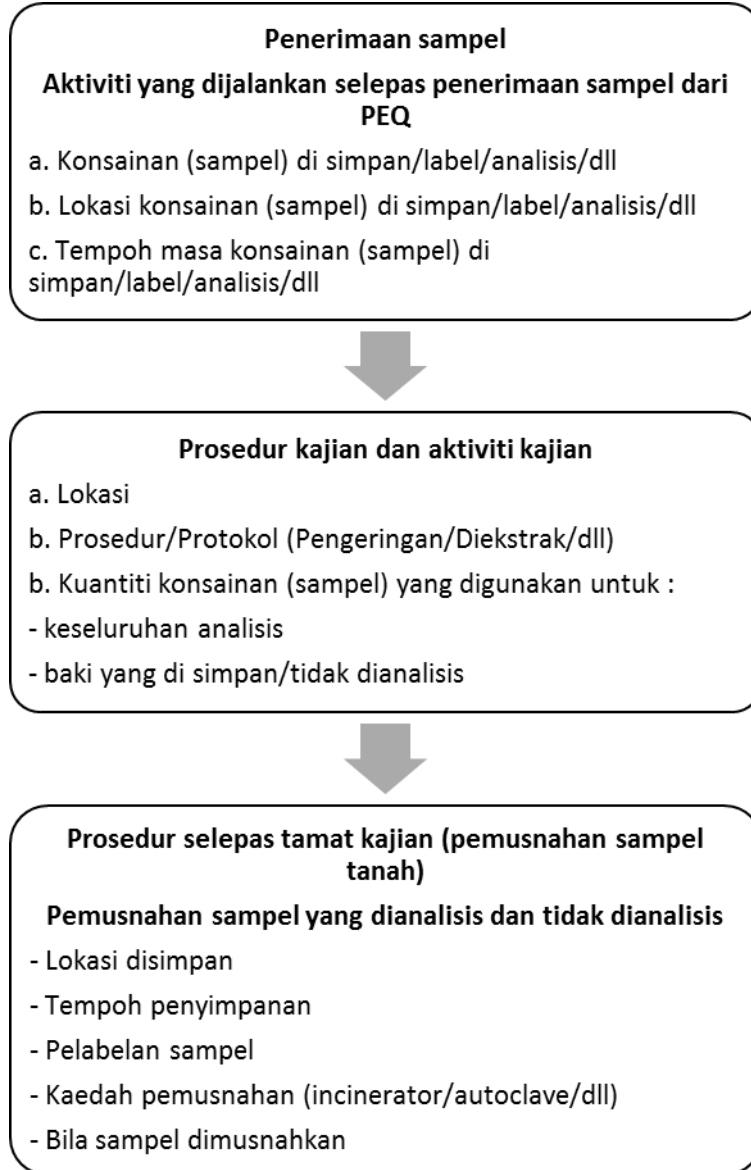 Penerimaan sampel
Aktiviti yang dijalankan selepas penerimaan sampel dari
PEQ
a. Konsainan (sampel) di simpan/label/analisis/dll
b. Lokasi konsainan (sampel) di simpan/label/analisis/dll
c. Tempoh masa konsainan (sampel) di
simpan/label/analisis/dll
Prosedur kajian dan aktiviti kajian
a. Lokasi
b. Prosedur/Protokol (Pengeringan/Diekstrak/dll)
b. Kuantiti konsainan (sampel) yang digunakan untuk :
- keseluruhan analisis
- baki yang di simpan/tidak dianalisis
Prosedur selepas tamat kajian (pemusnahan sampel
tanah)
Pemusnahan sampel yang dianalisis dan tidak dianalisis
- Lokasi disimpan
- Tempoh penyimpanan
- Pelabelan sampel
- Kaedah pemusnahan (incinerator/autoclave/dll)
- Bila sampel dimusnahkan